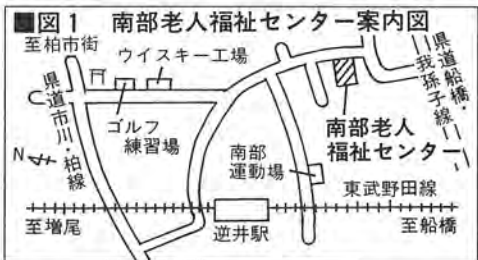 ■図1 南部老人福祉センター案内図
至柏市街
ウイスキー工場
県道市川・柏線
ゴルフ
練習場
南部
運動場
南部老人
福祉センター
県道船橋・
我孫子線
N
東武野田線
至増尾
逆井駅
至船橋